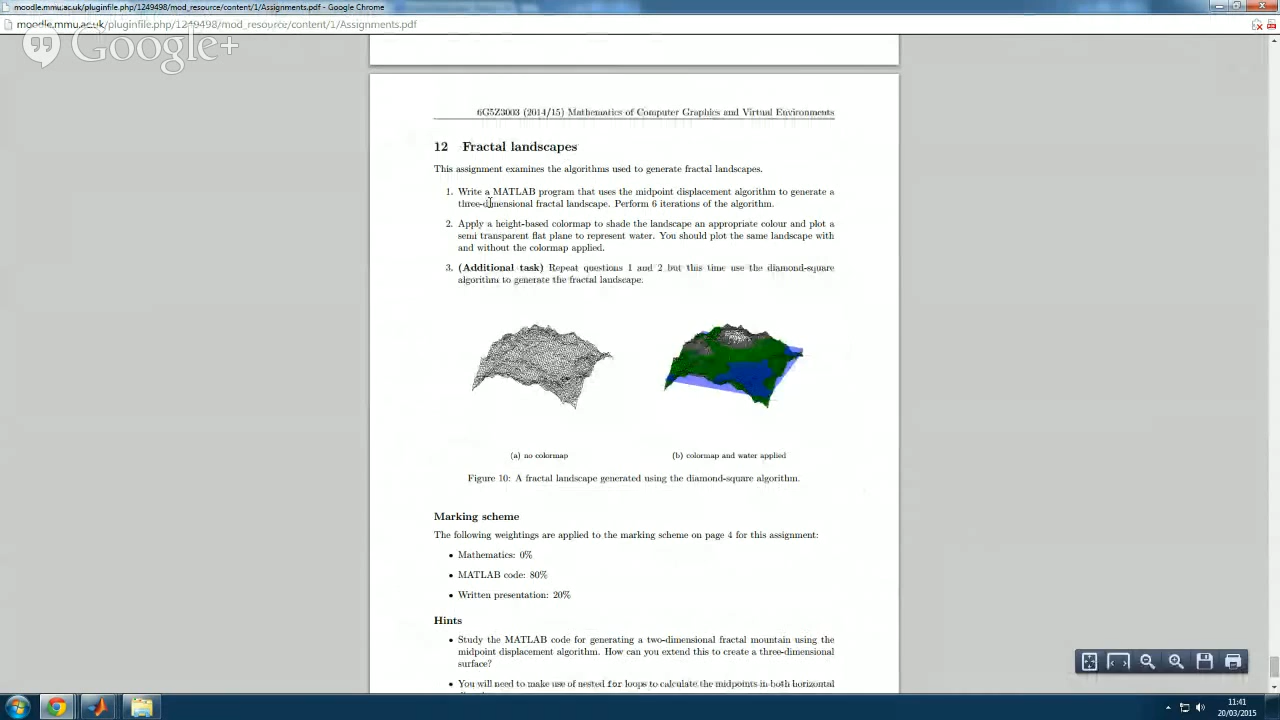 moodle.mmu.ac.uk/pluginfile.php/1249498/mod_resource/content/1/Assignments.pdf - Google Chrome
moodle.mmu.ac.uk/pluginfile.php/1249498/mod_resource/content/1/Assignments.pdf
Google+
6G5Z3003 (2014/15) Mathematics of Computer Graphics and Virtual Environments
12 Fractal landscapes
This assignment examines the algorithms used to generate fractal landscapes.
1. Write a MATLAB program that uses the midpoint displacement algorithm to generate a
three-dimensional fractal landscape. Perform 6 iterations of the algorithm.
2. Apply a height-based colormap to shade the landscape an appropriate colour and plot a
semi transparent flat plane to represent water. You should plot the same landscape with
and without the colormap applied.
3. (Additional task) Repeat questions 1 and 2 but this time use the diamond-square
algorithm to generate the fractal landscape.
(a) no colormap
(b) colormap and water applied
Figure 10: A fractal landscape generated using the diamond-square algorithm.
Marking scheme
The following weightings are applied to the marking scheme on page 4 for this assignment:
• Mathematics: 0%
• MATLAB code: 80%
• Written presentation: 20%
Hints
• Study the MATLAB code for generating a two-dimensional fractal mountain using the
midpoint displacement algorithm. How can you extend this to create a three-dimensional
surface?
• You will need to make use of nested for loops to calculate the midpoints in both horizontal
11:41
20/03/2015